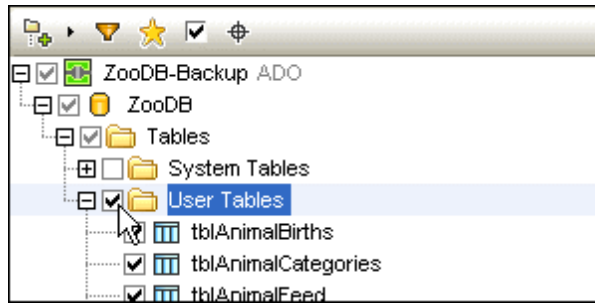 ZooDB-Backup ADO
ZooDB
Tables
System Tables
User Tables
tblAnimalBirths
tblAnimalCategories
tblAnimalFeed